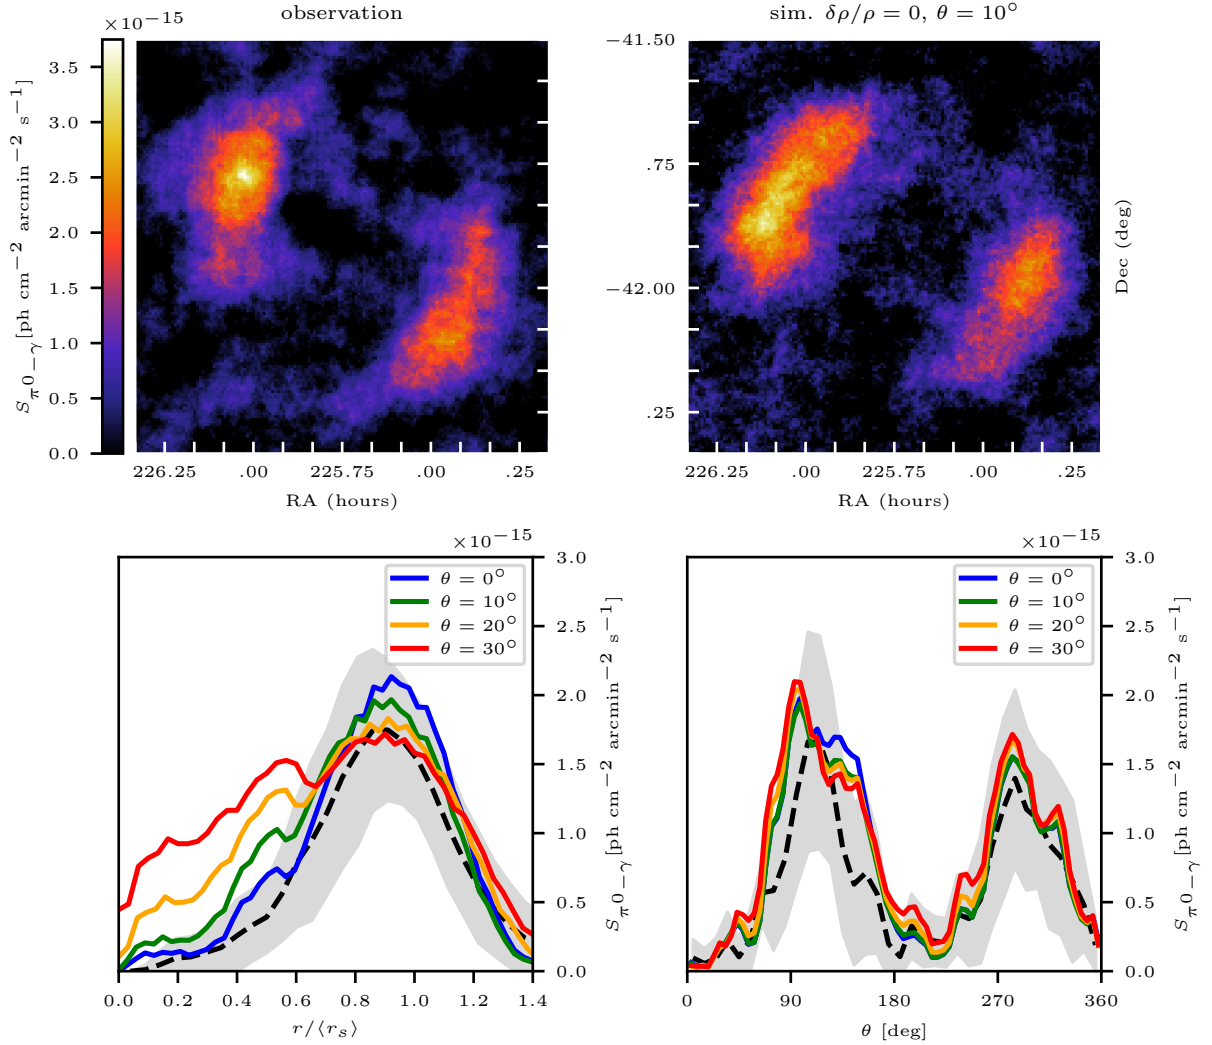 ×10⁻¹⁵
observation
sim. δρ/ρ = 0, θ = 10°
3.5
3.0
2.5
2.0
1.5
1.0
0.5
0.0
S_π⁰₋γ [ph cm⁻² arcmin⁻² s⁻¹]
226.25 .00 225.75 .00 .25
RA (hours)
−41.50
.75
−42.00
.25
Dec (deg)
226.25 .00 225.75 .00 .25
RA (hours)
×10⁻¹⁵
θ = 0°
θ = 10°
θ = 20°
θ = 30°
3.0
2.5
2.0
1.5
1.0
0.5
0.0
S_π⁰₋γ [ph cm⁻² arcmin⁻² s⁻¹]
0.0 0.2 0.4 0.6 0.8 1.0 1.2 1.4
r/⟨r_s⟩
×10⁻¹⁵
θ = 0°
θ = 10°
θ = 20°
θ = 30°
3.0
2.5
2.0
1.5
1.0
0.5
0.0
S_π⁰₋γ [ph cm⁻² arcmin⁻² s⁻¹]
0 90 180 270 360
θ [deg]